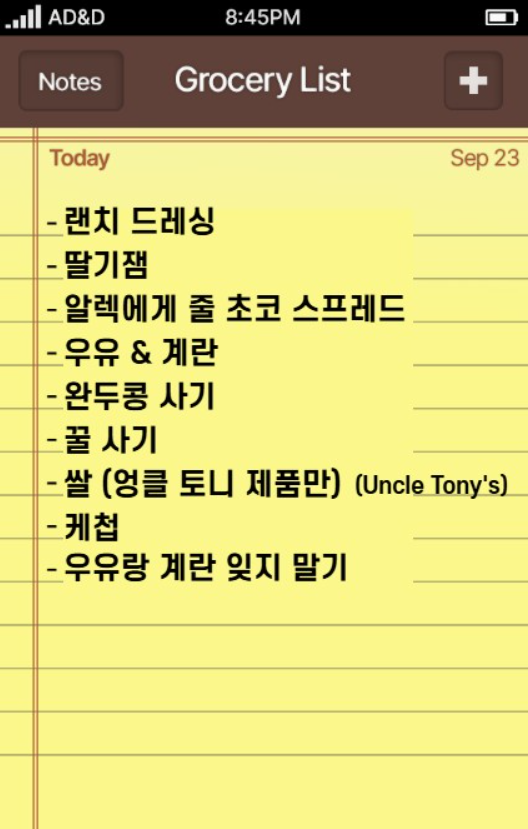 AD&D 8:45PM
Notes Grocery List +
Today Sep 23
- 랜치 드레싱
- 딸기잼
- 알렉에게 줄 초코 스프레드
- 우유 & 계란
- 완두콩 사기
- 꿀 사기
- 쌀 (엉클 토니 제품만) (Uncle Tony's)
- 케첩
- 우유랑 계란 잊지 말기